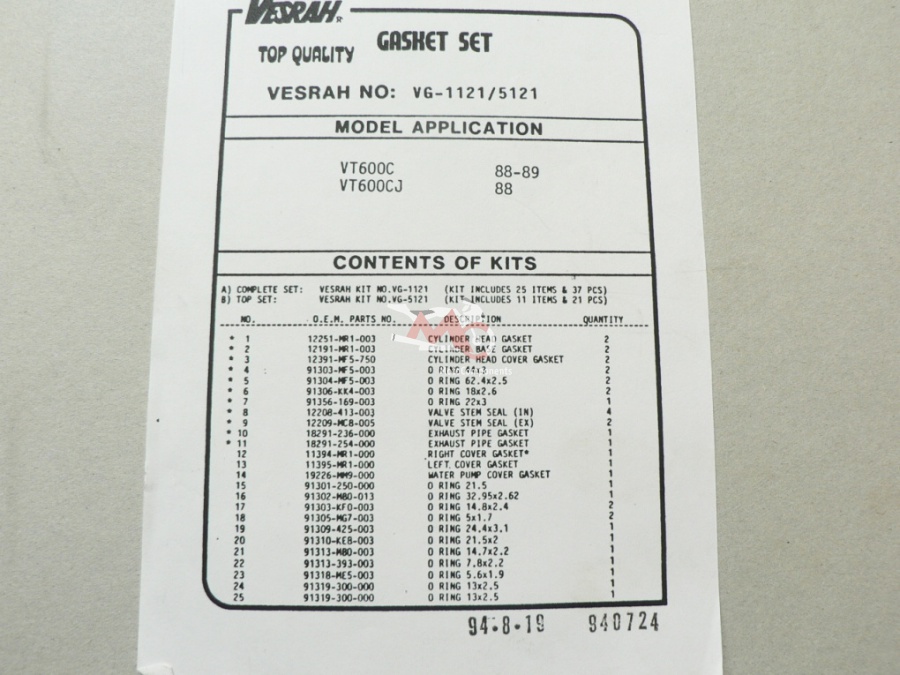 VESRAH R
TOP QUALITY GASKET SET
VESRAH NO: VG-1121/5121
MODEL APPLICATION
VT600C 88-89
VT600CJ 88
CONTENTS OF KITS
A) COMPLETE SET: VESRAH KIT NO.VG-1121 (KIT INCLUDES 25 ITEMS & 37 PCS)
B) TOP SET: VESRAH KIT NO.VG-5121 (KIT INCLUDES 11 ITEMS & 21 PCS)
NO. O.E.M. PARTS NO. DESCRIPTION QUANTITY
* 1 12251-MR1-003 CYLINDER HEAD GASKET 2
* 2 12191-MR1-003 CYLINDER BASE GASKET 2
* 3 12391-MF5-750 CYLINDER HEAD COVER GASKET 2
* 4 91303-MF5-003 O RING 44x3 2
* 5 91304-MF5-003 O RING 62.4x2.5 2
* 6 91306-KK4-003 O RING 18x2.6 2
* 7 91356-169-003 O RING 22x3 1
* 8 12208-413-003 VALVE STEM SEAL (IN) 4
* 9 12209-MC8-005 VALVE STEM SEAL (EX) 2
* 10 18291-236-000 EXHAUST PIPE GASKET 1
* 11 18291-254-000 EXHAUST PIPE GASKET 1
12 11394-MR1-000 RIGHT COVER GASKET* 1
13 11395-MR1-000 LEFT COVER GASKET 1
14 19226-MM9-000 WATER PUMP COVER GASKET 1
15 91301-250-000 O RING 21.5 1
16 91302-MB0-013 O RING 32.95x2.62 1
17 91303-KF0-003 O RING 14.8x2.4 2
18 91305-MG7-003 O RING 5x1.7 2
19 91309-425-003 O RING 24.4x3.1 1
20 91310-KE8-003 O RING 21.5x2 1
21 91313-MB0-003 O RING 14.7x2.2 1
22 91313-393-003 O RING 7.8x2.2 1
23 91318-ME5-003 O RING 5.6x1.9 1
24 91319-300-000 O RING 13x2.5 1
25 91319-300-000 O RING 13x2.5 1
94.8.19 940724